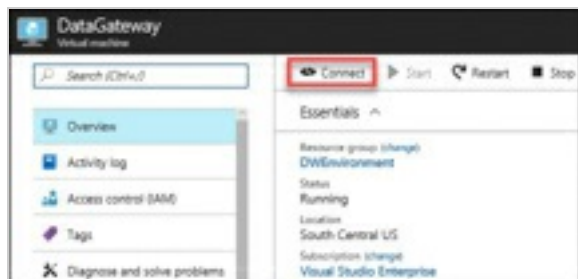 DataGateway
Virtual machine
Search (Ctrl+/)
Overview
Activity log
Access control (IAM)
Tags
Diagnose and solve problems
Connect Start Restart Stop
Essentials
Resource group (change)
DWEnvironment
Status
Running
Location
South Central US
Subscription (change)
Visual Studio Enterprise